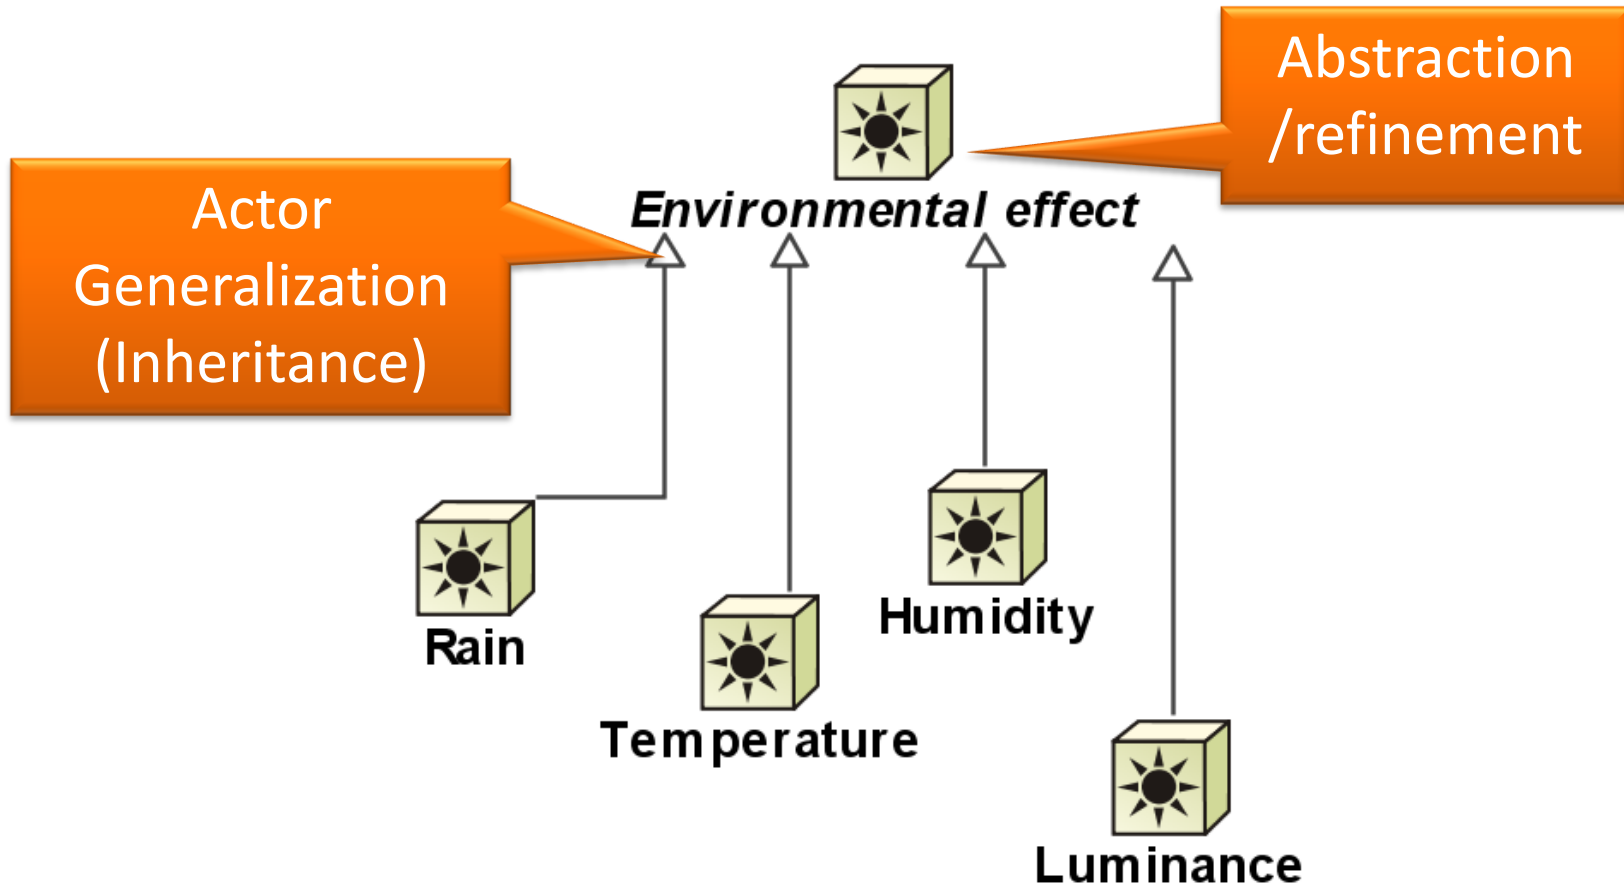 Abstraction
/refinement
Actor
Generalization
(Inheritance)
Environmental effect
Rain
Humidity
Temperature
Luminance